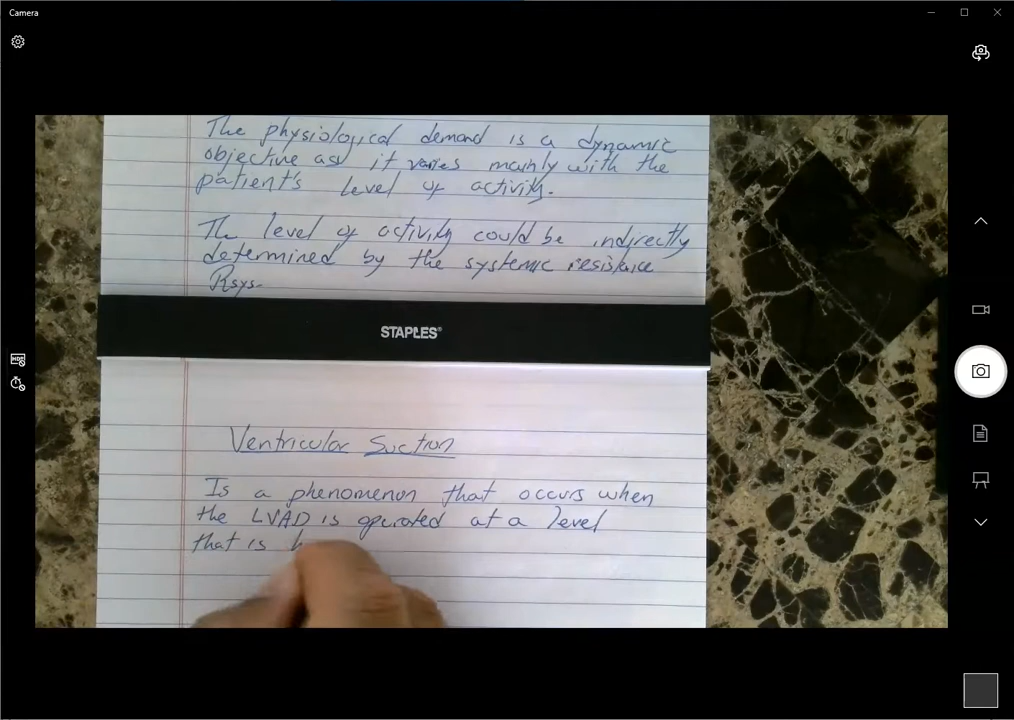 Camera
The physiological demand is a dynamic
objective as it varies mainly with the
patient's level of activity.
The level of activity could be indirectly
determined by the systemic resistance
Rsys.
STAPLES
Ventricular Suction
Is a phenomenon that occurs when
the LVAD is operated at a level
that is